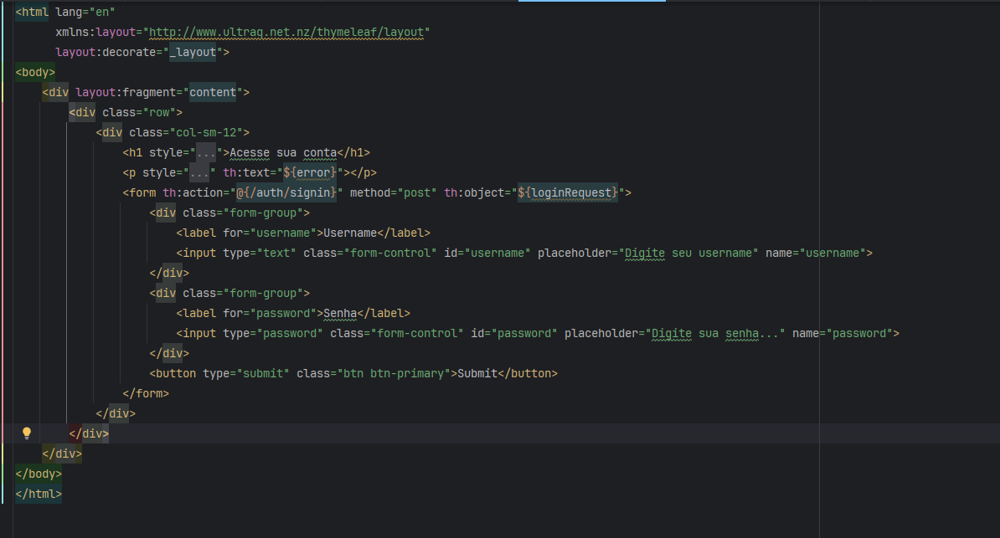 <html lang="en"
xmlns:layout="http://www.ultraq.net.nz/thymeleaf/layout"
layout:decorate="_layout">
<body>
<div layout:fragment="content">
<div class="row">
<div class="col-sm-12">
<h1 style="...">Acesse sua conta</h1>
<p style="..." th:text="${error}"></p>
<form th:action="@{/auth/signin}" method="post" th:object="${loginRequest}">
<div class="form-group">
<label for="username">Username</label>
<input type="text" class="form-control" id="username" placeholder="Digite seu username" name="username">
</div>
<div class="form-group">
<label for="password">Senha</label>
<input type="password" class="form-control" id="password" placeholder="Digite sua senha..." name="password">
</div>
<button type="submit" class="btn btn-primary">Submit</button>
</form>
</div>
</div>
</div>
</body>
</html>